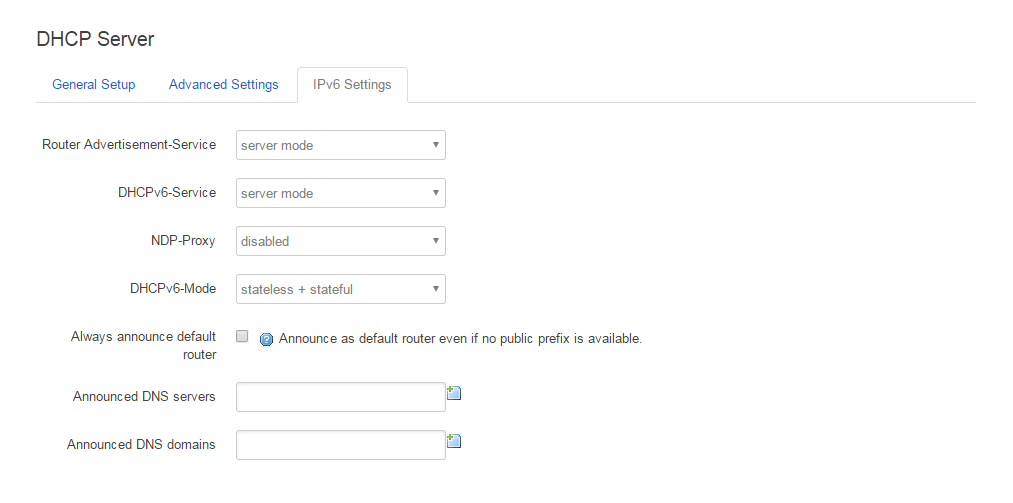 DHCP Server
General Setup Advanced Settings IPv6 Settings
Router Advertisement-Service server mode
DHCPv6-Service server mode
NDP-Proxy disabled
DHCPv6-Mode stateless + stateful
Always announce default
router
Announce as default router even if no public prefix is available.
Announced DNS servers
Announced DNS domains